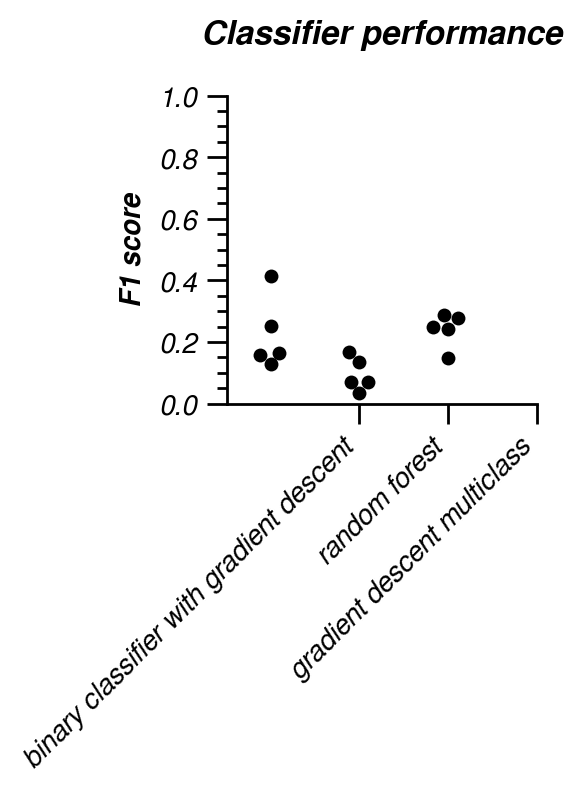 Classifier performance
F1 score
1.0
0.8
0.6
0.4
0.2
0.0
binary classifier with gradient descent
random forest
gradient descent multiclass